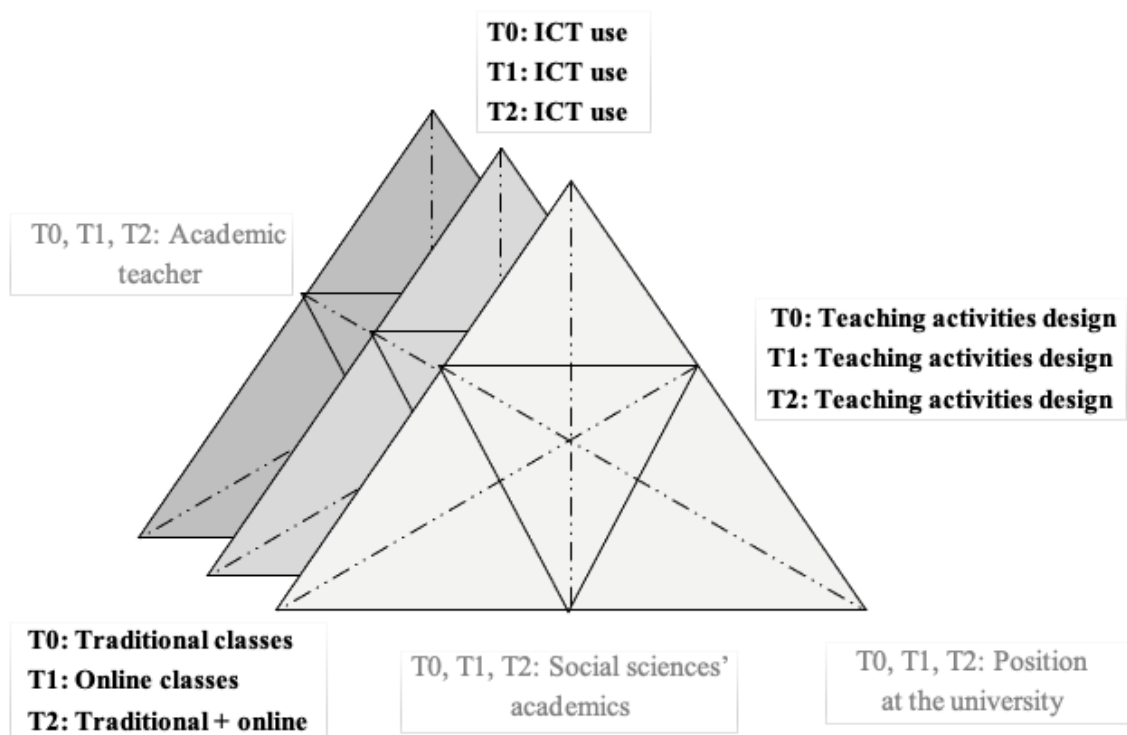 T0: ICT use
T1: ICT use
T2: ICT use
T0, T1, T2: Academic
teacher
T0: Teaching activities design
T1: Teaching activities design
T2: Teaching activities design
T0: Traditional classes
T1: Online classes
T2: Traditional + online
T0, T1, T2: Social sciences’
academics
T0, T1, T2: Position
at the university